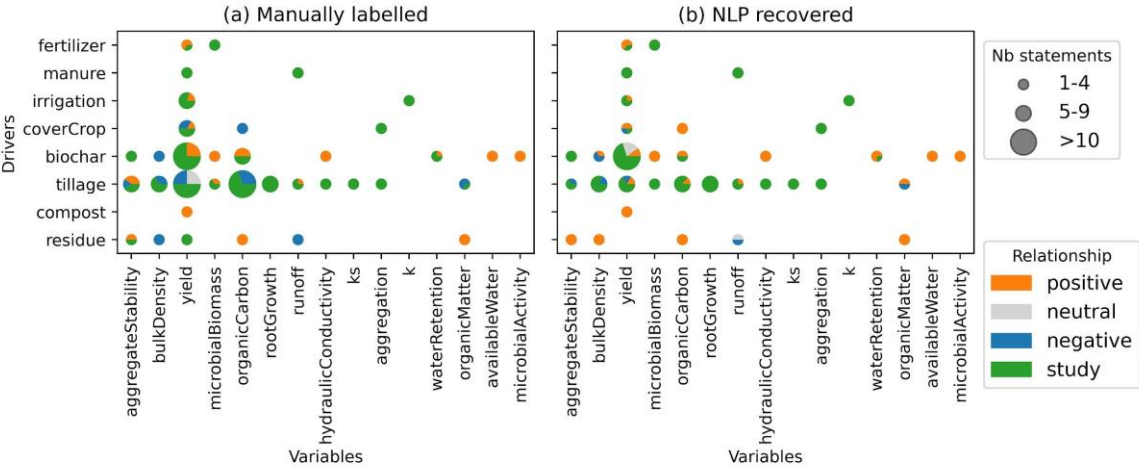 (a) Manually labelled
(b) NLP recovered
Drivers
fertilizer
manure
irrigation
coverCrop
biochar
tillage
compost
residue
aggregateStability
bulkDensity
yield
microbialBiomass
organicCarbon
rootGrowth
runoff
hydraulicConductivity
ks
aggregation
k
waterRetention
organicMatter
availableWater
microbialActivity
Variables
aggregateStability
bulkDensity
yield
microbialBiomass
organicCarbon
rootGrowth
runoff
hydraulicConductivity
ks
aggregation
k
waterRetention
organicMatter
availableWater
microbialActivity
Variables
Nb statements
1-4
5-9
>10
Relationship
positive
neutral
negative
study